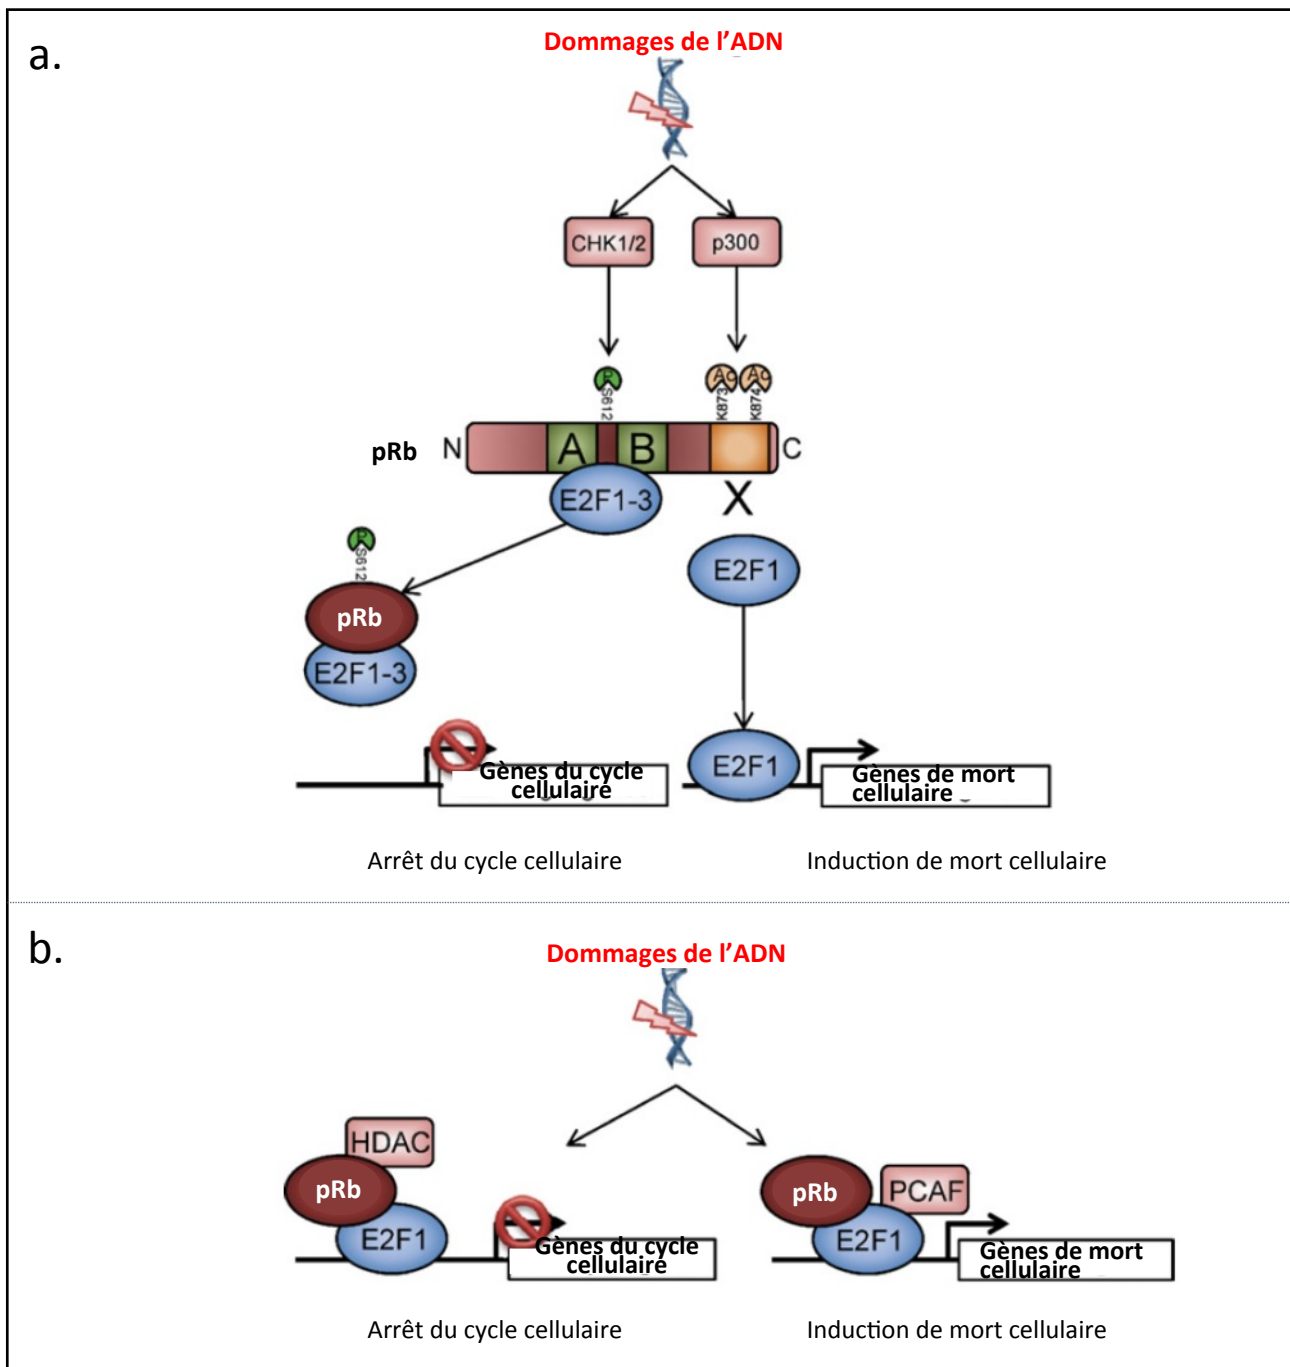 a.
Dommages de l’ADN
CHK1/2
p300
P
Ac
Ac
S612
K873
K874
pRb
N
A
B
C
E2F1-3
X
P
S612
E2F1
pRb
E2F1-3
E2F1
Gènes du cycle
cellulaire
Gènes de mort
cellulaire
Arrêt du cycle cellulaire
Induction de mort cellulaire
b.
Dommages de l’ADN
HDAC
pRb
E2F1
Gènes du cycle
cellulaire
pRb
PCAF
E2F1
Gènes de mort
cellulaire
Arrêt du cycle cellulaire
Induction de mort cellulaire